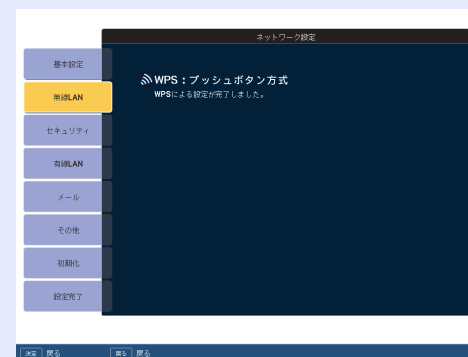 ネットワーク設定
基本設定
無線LAN
セキュリティ
有線LAN
メール
その他
初期化
設定完了
WPS:プッシュボタン方式
WPSによる設定が完了しました。
決定 戻る 戻る 戻る